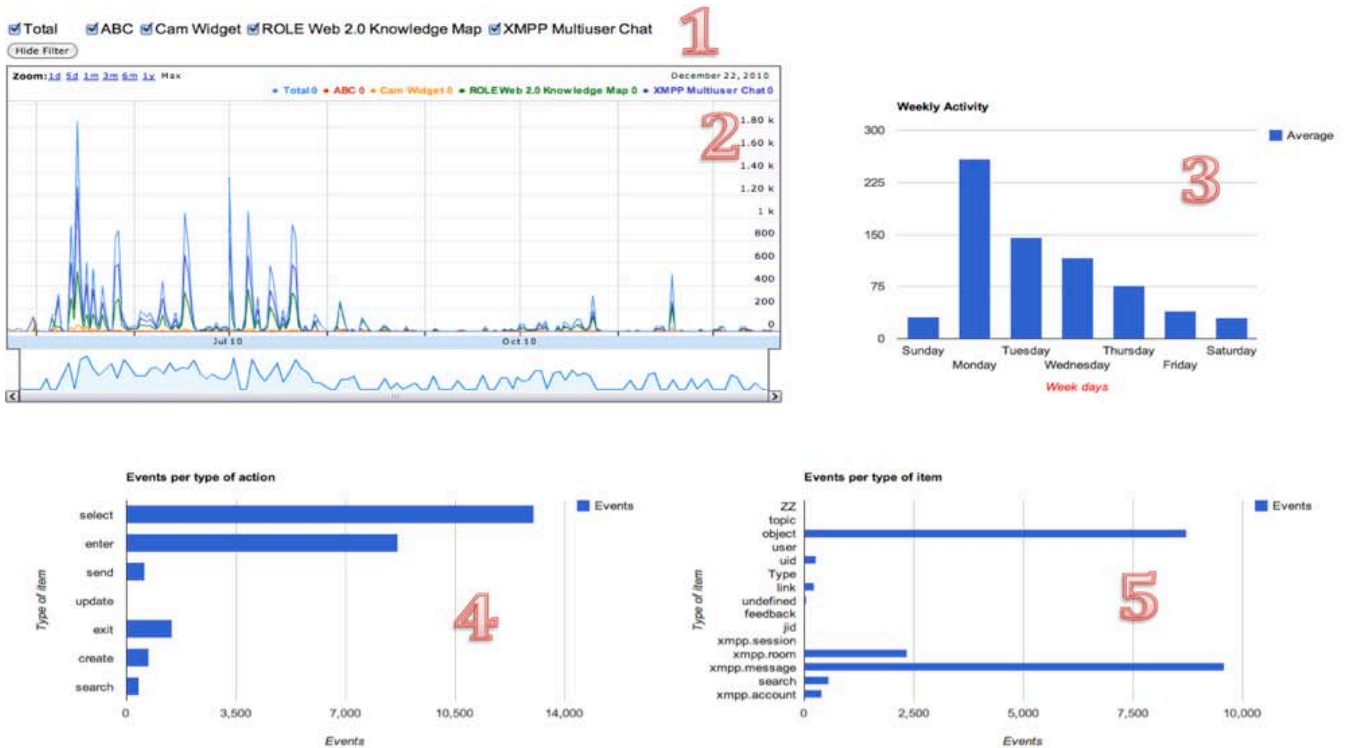 Total ABC Cam Widget ROLE Web 2.0 Knowledge Map XMPP Multiuser Chat
Hide Filter
1
Zoom: 1d 5d 1m 3m 6m 1y Max
December 22, 2010
Total 0 ABC 0 Cam Widget 0 ROLE Web 2.0 Knowledge Map 0 XMPP Multiuser Chat 0
2
1.80 k
1.60 k
1.40 k
1.20 k
1 k
800
600
400
200
0
Jul 10
Oct 10
Weekly Activity
Average
3
300
225
150
75
0
Sunday
Monday
Tuesday
Wednesday
Thursday
Friday
Saturday
Week days
Events per type of action
Events
4
Type of item
select
enter
send
update
exit
create
search
0
3,500
7,000
10,500
14,000
Events
Events per type of item
Events
5
Type of item
ZZ
topic
object
user
uid
Type
link
undefined
feedback
jid
xmpp.session
xmpp.room
xmpp.message
search
xmpp.account
0
2,500
5,000
7,500
10,000
Events